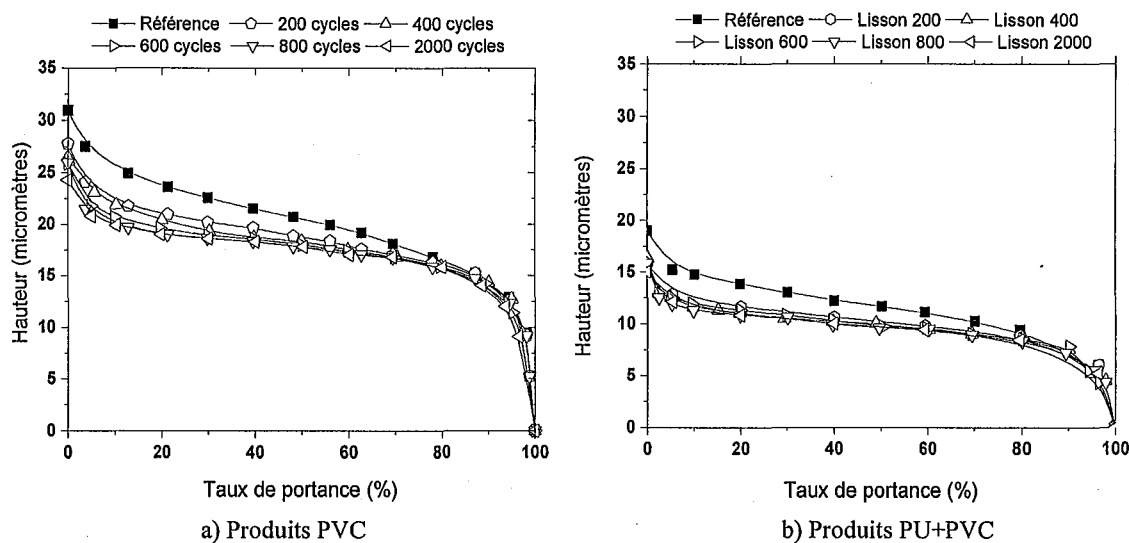 Référence 200 cycles 400 cycles
600 cycles 800 cycles 2000 cycles
35
30
25
20
15
10
5
0
Hauteur (micromètres)
0 20 40 60 80 100
Taux de portance (%)
a) Produits PVC
Référence Lisson 200 Lisson 400
Lisson 600 Lisson 800 Lisson 2000
35
30
25
20
15
10
5
0
Hauteur (micromètres)
0 20 40 60 80 100
Taux de portance (%)
b) Produits PU+PVC